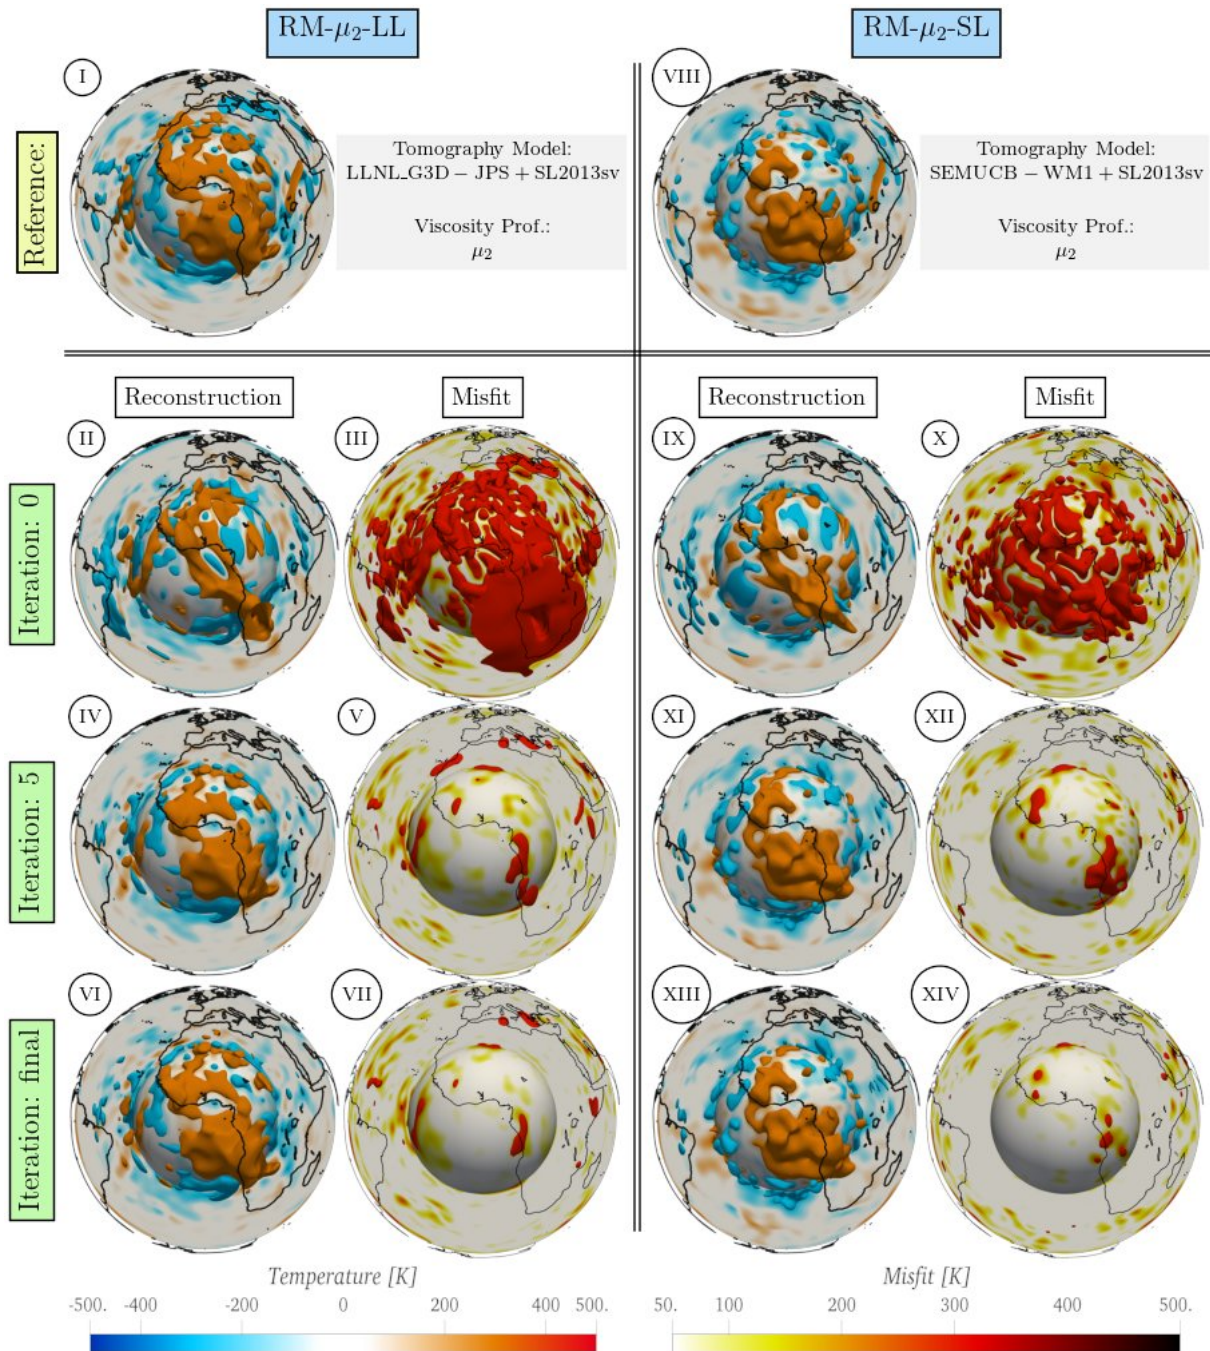 RM-μ₂-LL
RM-μ₂-SL
I
VIII
Reference:
Tomography Model:
LLNL_G3D − JPS + SL2013sv
Viscosity Prof.:
μ₂
Tomography Model:
SEMUCB − WM1 + SL2013sv
Viscosity Prof.:
μ₂
Reconstruction
Misfit
Reconstruction
Misfit
II
III
IX
X
Iteration: 0
IV
V
XI
XII
Iteration: 5
VI
VII
XIII
XIV
Iteration: final
Temperature [K]
Misfit [K]
-500. -400 -200 0 200 400 500.
50. 100 200 300 400 500.